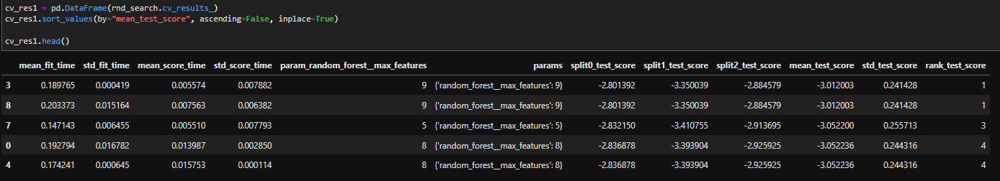 cv_res1 = pd.DataFrame(rnd_search.cv_results_)
cv_res1.sort_values(by="mean_test_score", ascending=False, inplace=True)
cv_res1.head()
mean_fit_time std_fit_time mean_score_time std_score_time param_random_forest__max_features params split0_test_score split1_test_score split2_test_score mean_test_score std_test_score rank_test_score
3 0.189765 0.000419 0.005574 0.007882 9 {'random_forest__max_features': 9} -2.801392 -3.350039 -2.884579 -3.012003 0.241428 1
8 0.203373 0.015164 0.007563 0.006382 9 {'random_forest__max_features': 9} -2.801392 -3.350039 -2.884579 -3.012003 0.241428 1
7 0.147143 0.006455 0.005510 0.007793 5 {'random_forest__max_features': 5} -2.832150 -3.410755 -2.913695 -3.052200 0.255713 3
0 0.192794 0.016782 0.013987 0.002850 8 {'random_forest__max_features': 8} -2.836878 -3.393904 -2.925925 -3.052236 0.244316 4
4 0.174241 0.000645 0.015753 0.000114 8 {'random_forest__max_features': 8} -2.836878 -3.393904 -2.925925 -3.052236 0.244316 4